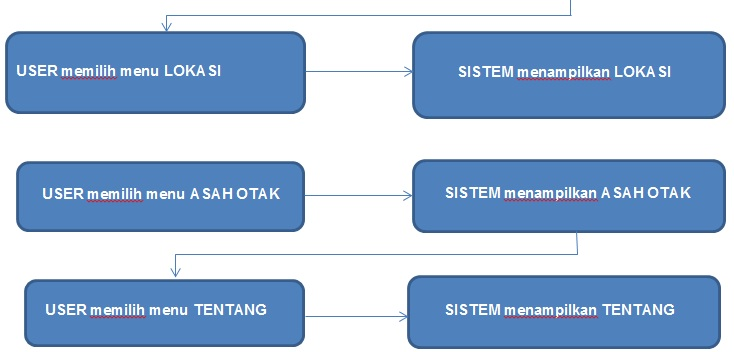 USER memilih menu LOKASI
SISTEM menampilkan LOKASI
USER memilih menu ASAH OTAK
SISTEM menampilkan ASAH OTAK
USER memilih menu TENTANG
SISTEM menampilkan TENTANG